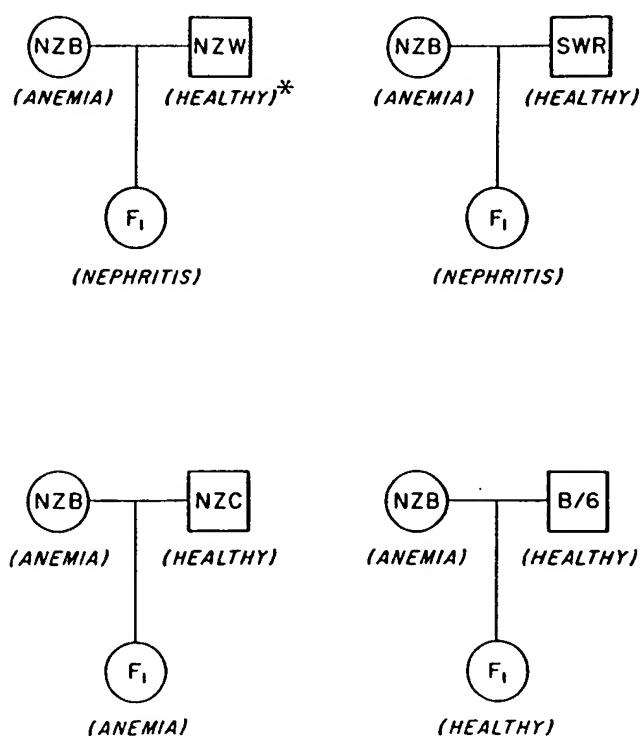 NZB NZW
(ANEMIA) (HEALTHY)*
F₁
(NEPHRITIS)
NZB SWR
(ANEMIA) (HEALTHY)
F₁
NZB NZC
(ANEMIA) (HEALTHY)
F₁
(ANEMIA)
NZB B/6
(ANEMIA) (HEALTHY)
F₁
(HEALTHY)